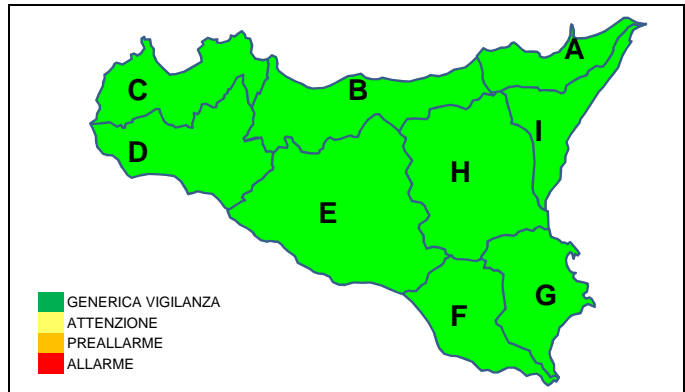 A
B
C
I
D
H
E
G
F
GENERICA VIGILANZA
ATTENZIONE
PREALLARME
ALLARME